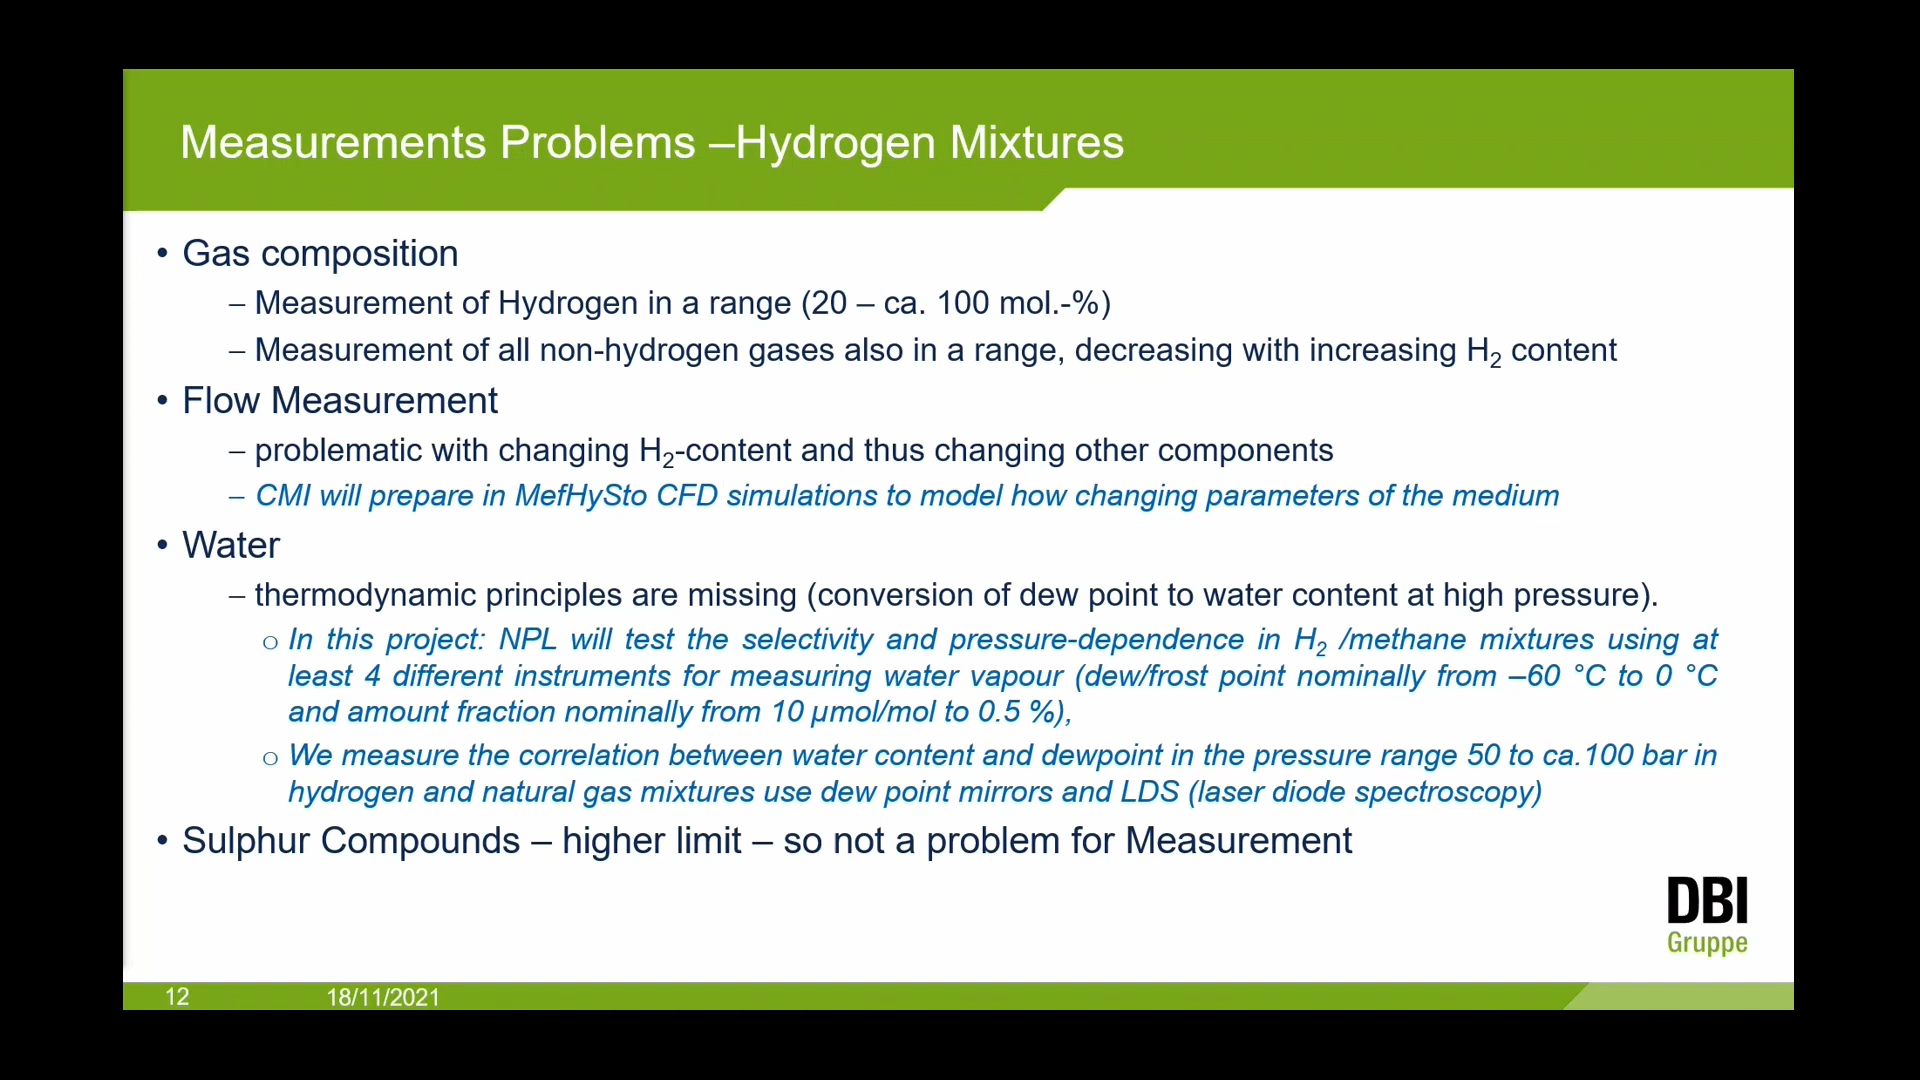 Measurements Problems –Hydrogen Mixtures
• Gas composition
– Measurement of Hydrogen in a range (20 – ca. 100 mol.-%)
– Measurement of all non-hydrogen gases also in a range, decreasing with increasing H₂ content
• Flow Measurement
– problematic with changing H₂-content and thus changing other components
– CMI will prepare in MefHySto CFD simulations to model how changing parameters of the medium
• Water
– thermodynamic principles are missing (conversion of dew point to water content at high pressure).
o In this project: NPL will test the selectivity and pressure-dependence in H₂ /methane mixtures using at
least 4 different instruments for measuring water vapour (dew/frost point nominally from –60 °C to 0 °C
and amount fraction nominally from 10 μmol/mol to 0.5 %),
o We measure the correlation between water content and dewpoint in the pressure range 50 to ca.100 bar in
hydrogen and natural gas mixtures use dew point mirrors and LDS (laser diode spectroscopy)
• Sulphur Compounds – higher limit – so not a problem for Measurement
DBI
Gruppe
12 18/11/2021